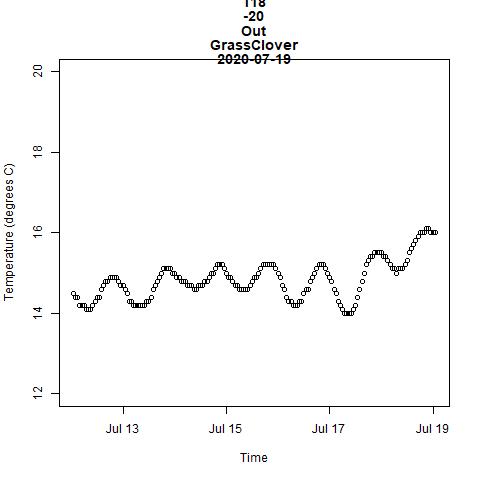 T18
-20
Out
GrassClover
2020-07-19
Temperature (degrees C)
20
18
16
14
12
Jul 13
Jul 15
Jul 17
Jul 19
Time